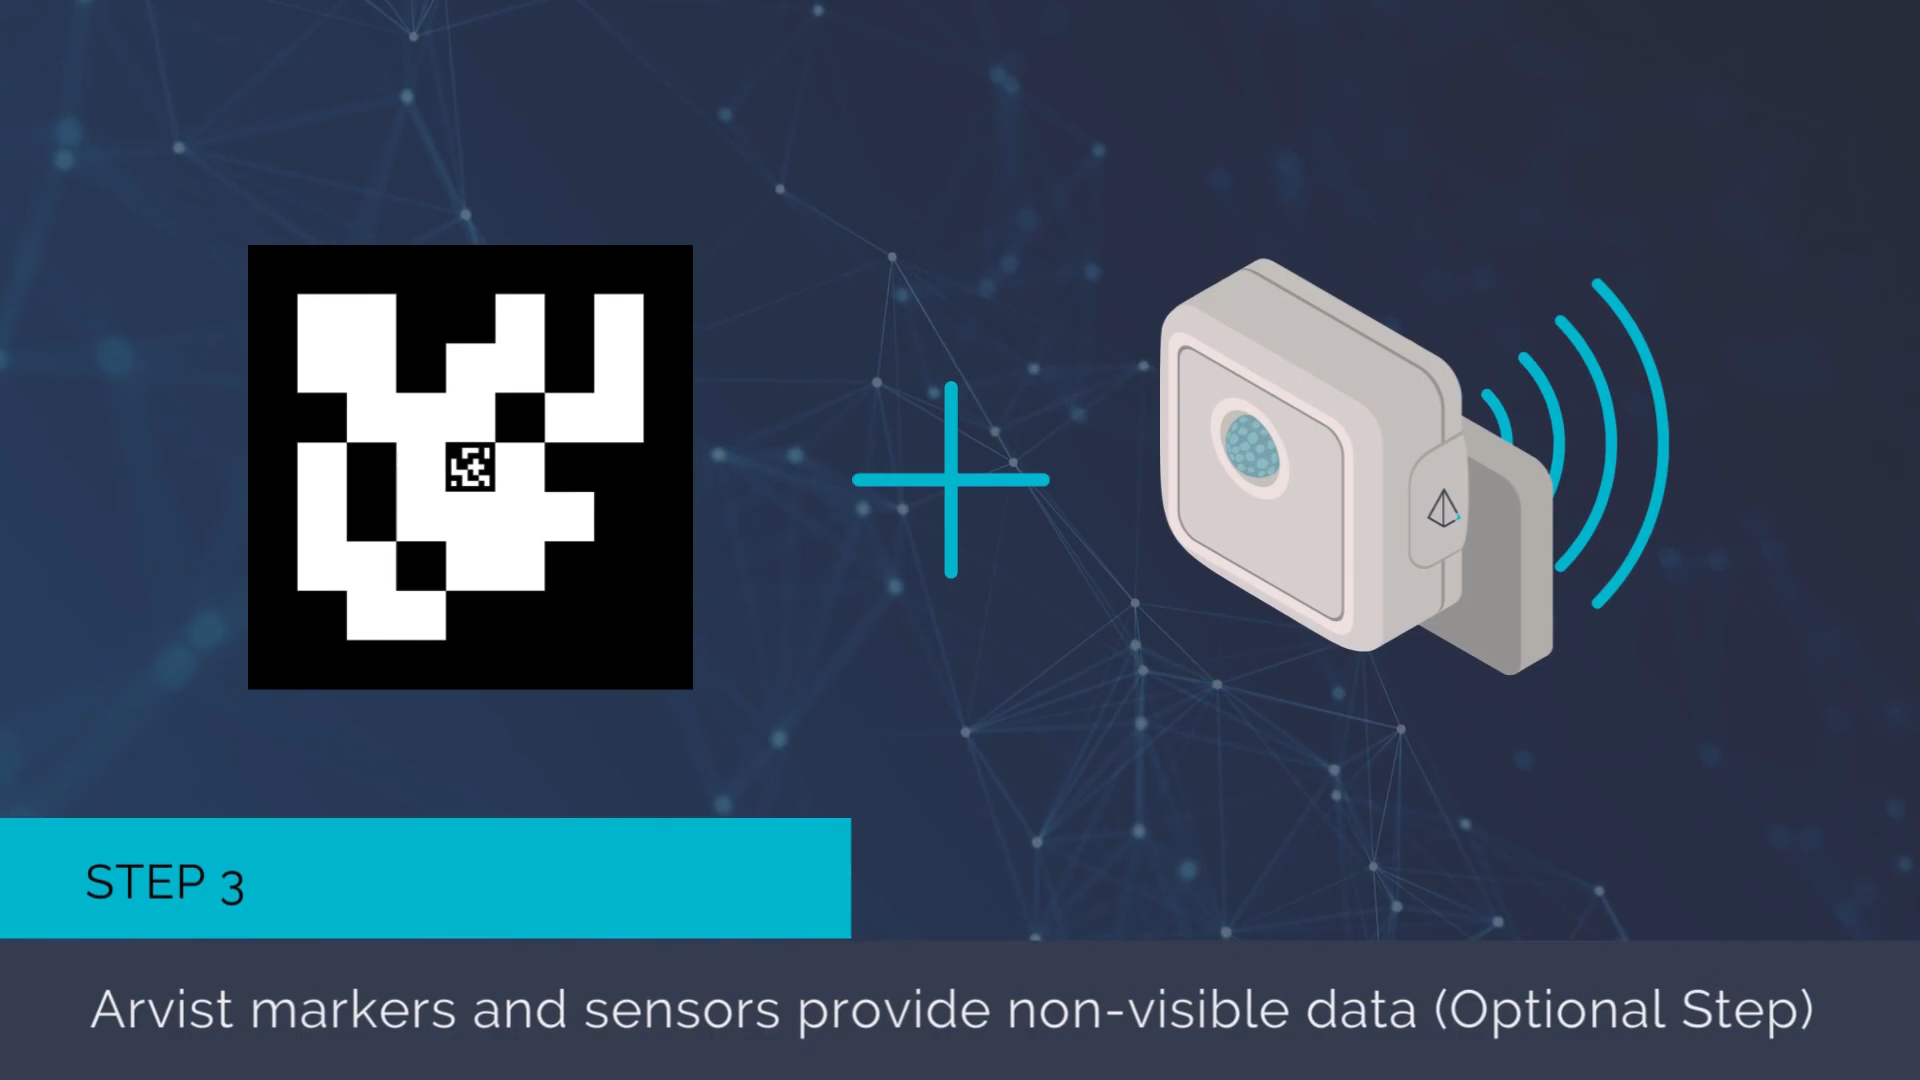 STEP 3
Arvist markers and sensors provide non-visible data (Optional Step)